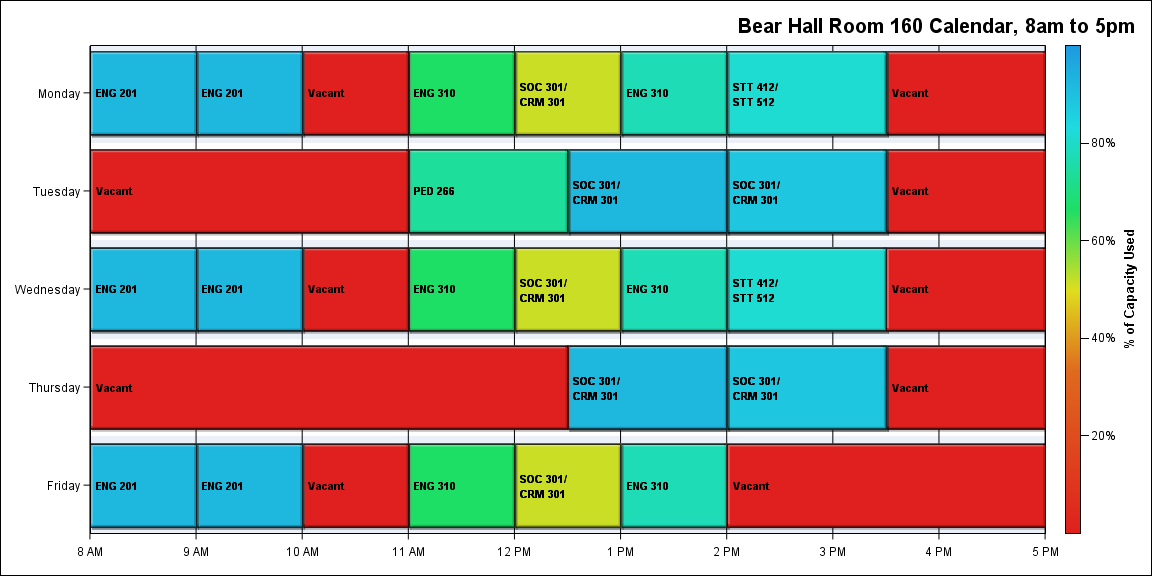 Bear Hall Room 160 Calendar, 8am to 5pm
Monday
ENG 201
ENG 201
Vacant
ENG 310
SOC 301/
CRM 301
ENG 310
STT 412/
STT 512
Vacant
Tuesday
Vacant
PED 266
SOC 301/
CRM 301
SOC 301/
CRM 301
Vacant
Wednesday
ENG 201
ENG 201
Vacant
ENG 310
SOC 301/
CRM 301
ENG 310
STT 412/
STT 512
Vacant
Thursday
Vacant
SOC 301/
CRM 301
SOC 301/
CRM 301
Vacant
Friday
ENG 201
ENG 201
Vacant
ENG 310
SOC 301/
CRM 301
ENG 310
Vacant
8 AM
9 AM
10 AM
11 AM
12 PM
1 PM
2 PM
3 PM
4 PM
5 PM
80%
60%
40%
20%
% of Capacity Used